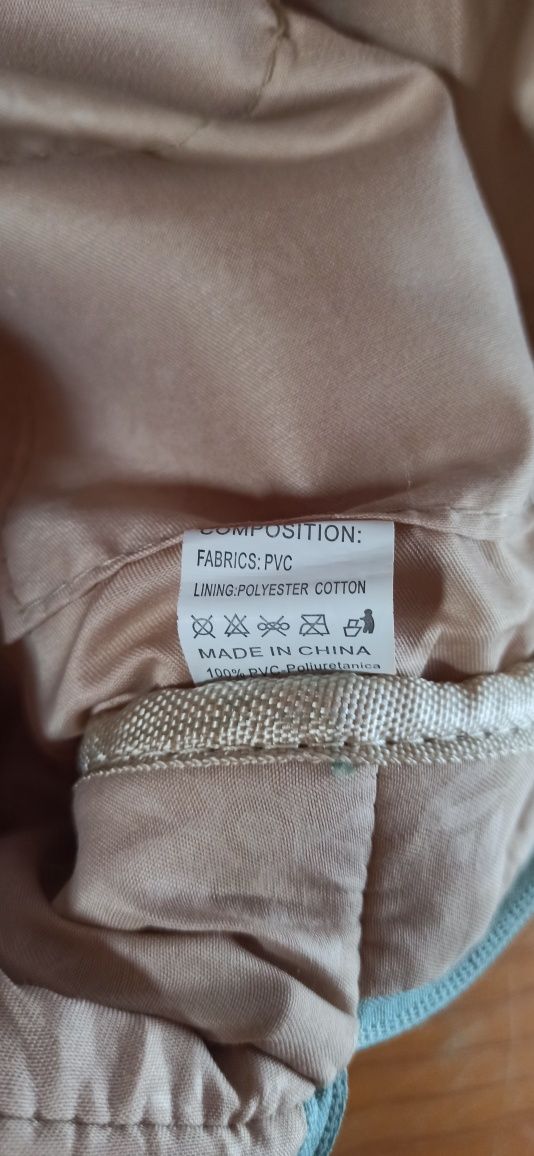 COMPOSITION:
FABRICS: PVC
LINING:POLYESTER COTTON
MADE IN CHINA
100% PVC Poliuretanica